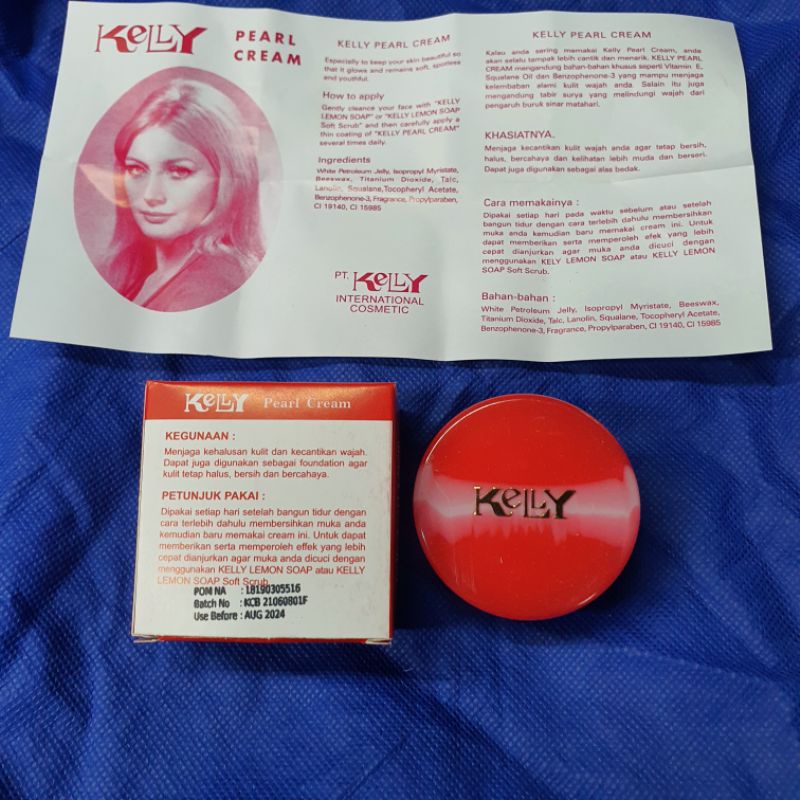 KELLY
PEARL
CREAM
KELLY PEARL CREAM
Especially to keep your skin beautiful so
that it glows and remains soft, spotless
and youthful.
How to apply
Gently cleanse your face with "KELLY
LEMON SOAP" or "KELLY LEMON SOAP
Soft Scrub" and then carefully apply a
thin coating of "KELLY PEARL CREAM"
several times daily.
Ingredients
White Petroleum Jelly, Isopropyl Myristate,
Beeswax, Titanium Dioxide, Talc,
Lanolin, Squalane, Tocopheryl Acetate,
Benzophenone-3, Fragrance, Propylparaben,
CI 19140, CI 15985
PT. KELLY
INTERNATIONAL
COSMETIC
KELLY PEARL CREAM
Kalau anda sering memakai Kelly Pearl Cream, anda
akan selalu tampak lebih cantik dan menarik. KELLY PEARL
CREAM mengandung bahan-bahan khusus seperti Vitamin E,
Squalane Oil dan Benzophenone-3 yang mampu menjaga
kelembaban alami kulit wajah anda. Selain itu juga
mengandung tabir surya yang melindungi wajah dari
pengaruh buruk sinar matahari.
KHASIATNYA.
Menjaga kecantikan kulit wajah anda agar tetap bersih,
halus, bercahaya dan kelihatan lebih muda dan berseri.
Dapat juga digunakan sebagai alas bedak.
Cara memakainya :
Dipakai setiap hari pada waktu sebelum atau setelah
bangun tidur dengan cara terlebih dahulu membersihkan
muka anda kemudian baru memakai cream ini. Untuk
dapat memberikan serta memperoleh efek yang lebih
cepat dianjurkan agar muka anda dicuci dengan
menggunakan KELY LEMON SOAP atau KELLY LEMON
SOAP Soft Scrub.
Bahan-bahan :
White Petroleum Jelly, Isopropyl Myristate, Beeswax,
Titanium Dioxide, Talc, Lanolin, Squalane, Tocopheryl Acetate,
Benzophenone-3, Fragrance, Propylparaben, CI 19140, CI 15985
KELLY Pearl Cream
KEGUNAAN :
Menjaga kehalusan kulit dan kecantikan wajah.
Dapat juga digunakan sebagai foundation agar
kulit tetap halus, bersih dan bercahaya.
PETUNJUK PAKAI :
Dipakai setiap hari setelah bangun tidur dengan
cara terlebih dahulu membersihkan muka anda
kemudian baru memakai cream ini. Untuk dapat
memberikan serta memperoleh efek yang lebih
cepat dianjurkan agar muka anda dicuci dengan
menggunakan KELLY LEMON SOAP atau KELLY
LEMON SOAP Soft Scrub
POM NA : 18190305516
Batch No : KCB 21060801F
Use Before : AUG 2024
KELLY